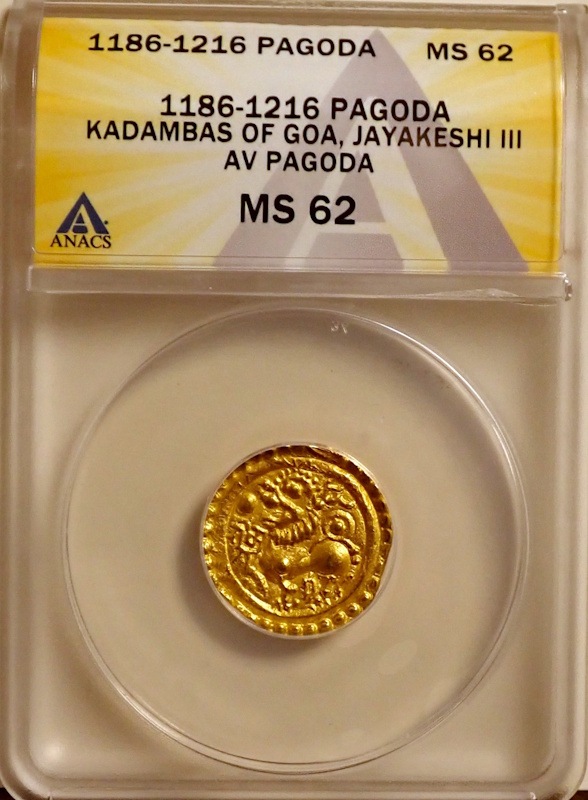 1186-1216 PAGODA MS 62
1186-1216 PAGODA
KADAMBAS OF GOA, JAYAKESHI III
AV PAGODA
MS 62
ANACS